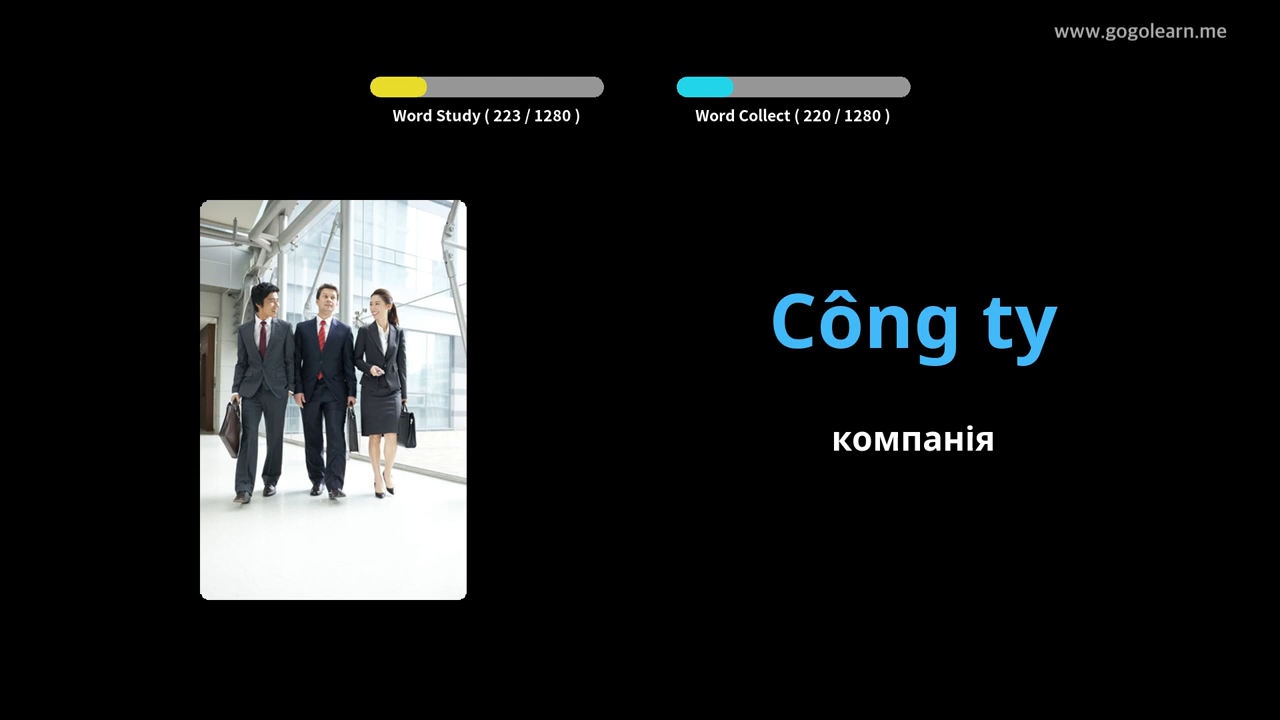 www.gogolearn.me
Word Study ( 223 / 1280 )
Word Collect ( 220 / 1280 )
Công ty
компанія